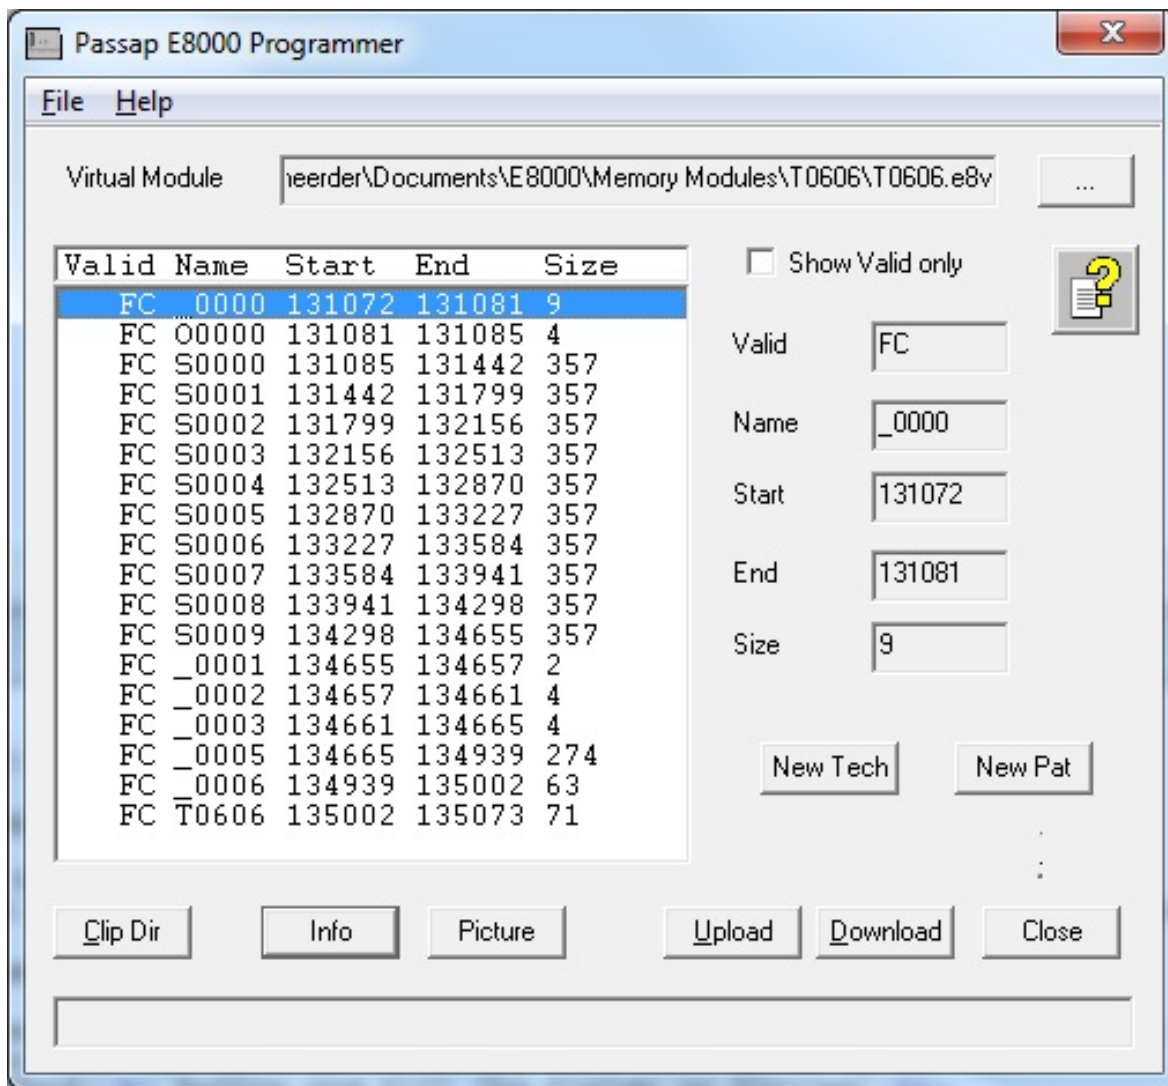 Passap E8000 Programmer
File Help
Virtual Module heerder\Documents\E8000\Memory Modules\T0606\T0606.e8v ...
Valid Name Start End Size
FC _0000 131072 131081 9
FC O0000 131081 131085 4
FC S0000 131085 131442 357
FC S0001 131442 131799 357
FC S0002 131799 132156 357
FC S0003 132156 132513 357
FC S0004 132513 132870 357
FC S0005 132870 133227 357
FC S0006 133227 133584 357
FC S0007 133584 133941 357
FC S0008 133941 134298 357
FC S0009 134298 134655 357
FC _0001 134655 134657 2
FC _0002 134657 134661 4
FC _0003 134661 134665 4
FC _0005 134665 134939 274
FC _0006 134939 135002 63
FC T0606 135002 135073 71
Show Valid only
Valid FC
Name _0000
Start 131072
End 131081
Size 9
New Tech New Pat
.
:
Clip Dir Info Picture Upload Download Close